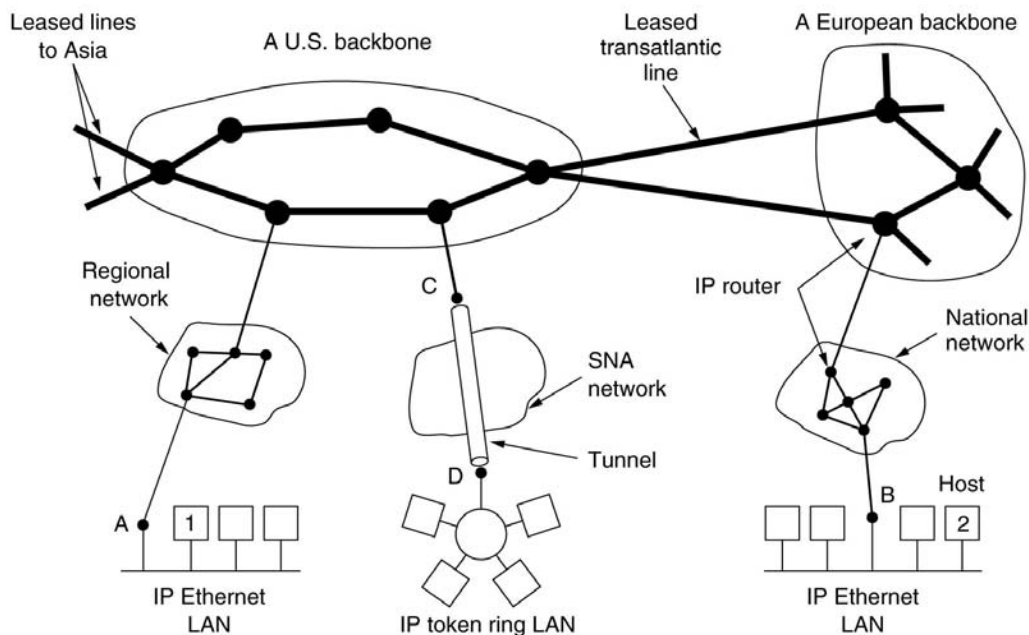 Leased lines
to Asia
A U.S. backbone
Leased
transatlantic
line
A European backbone
Regional
network
C
SNA
network
Tunnel
IP router
National
network
A
1
D
B
Host
2
IP Ethernet
LAN
IP token ring LAN
IP Ethernet
LAN